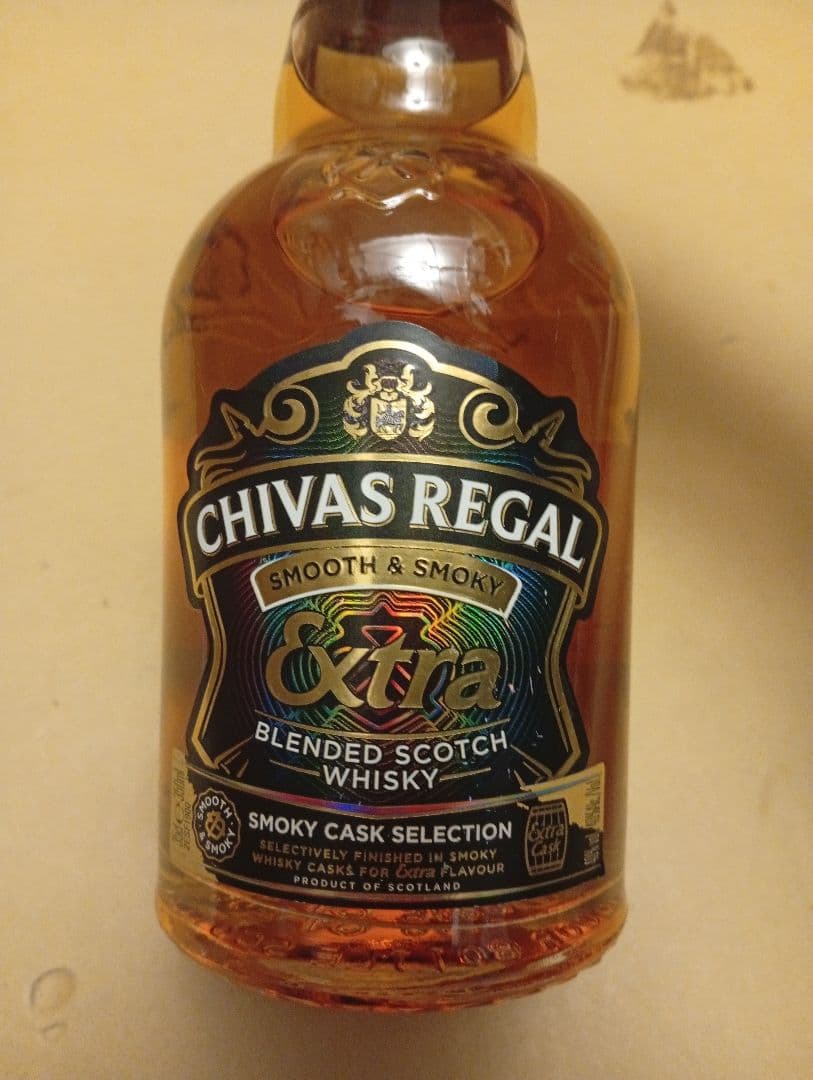 CHIVAS REGAL
SMOOTH & SMOKY
Extra
BLENDED SCOTCH
WHISKY
SMOOTH
& SMOKY
SMOKY CASK SELECTION
SELECTIVELY FINISHED IN SMOKY
WHISKY CASKS FOR Extra FLAVOUR
PRODUCT OF SCOTLAND
Extra
Cask